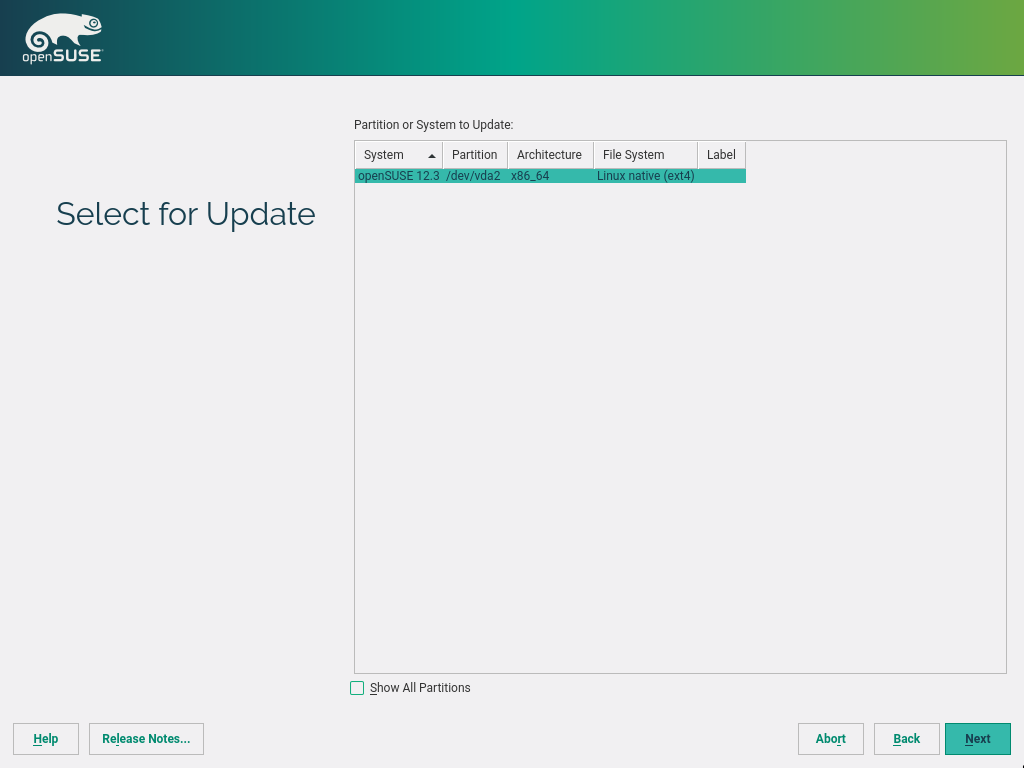 openSUSE
Partition or System to Update:
System Partition Architecture File System Label
openSUSE 12.3 /dev/vda2 x86_64 Linux native (ext4)
Select for Update
Show All Partitions
Help Release Notes... Abort Back Next